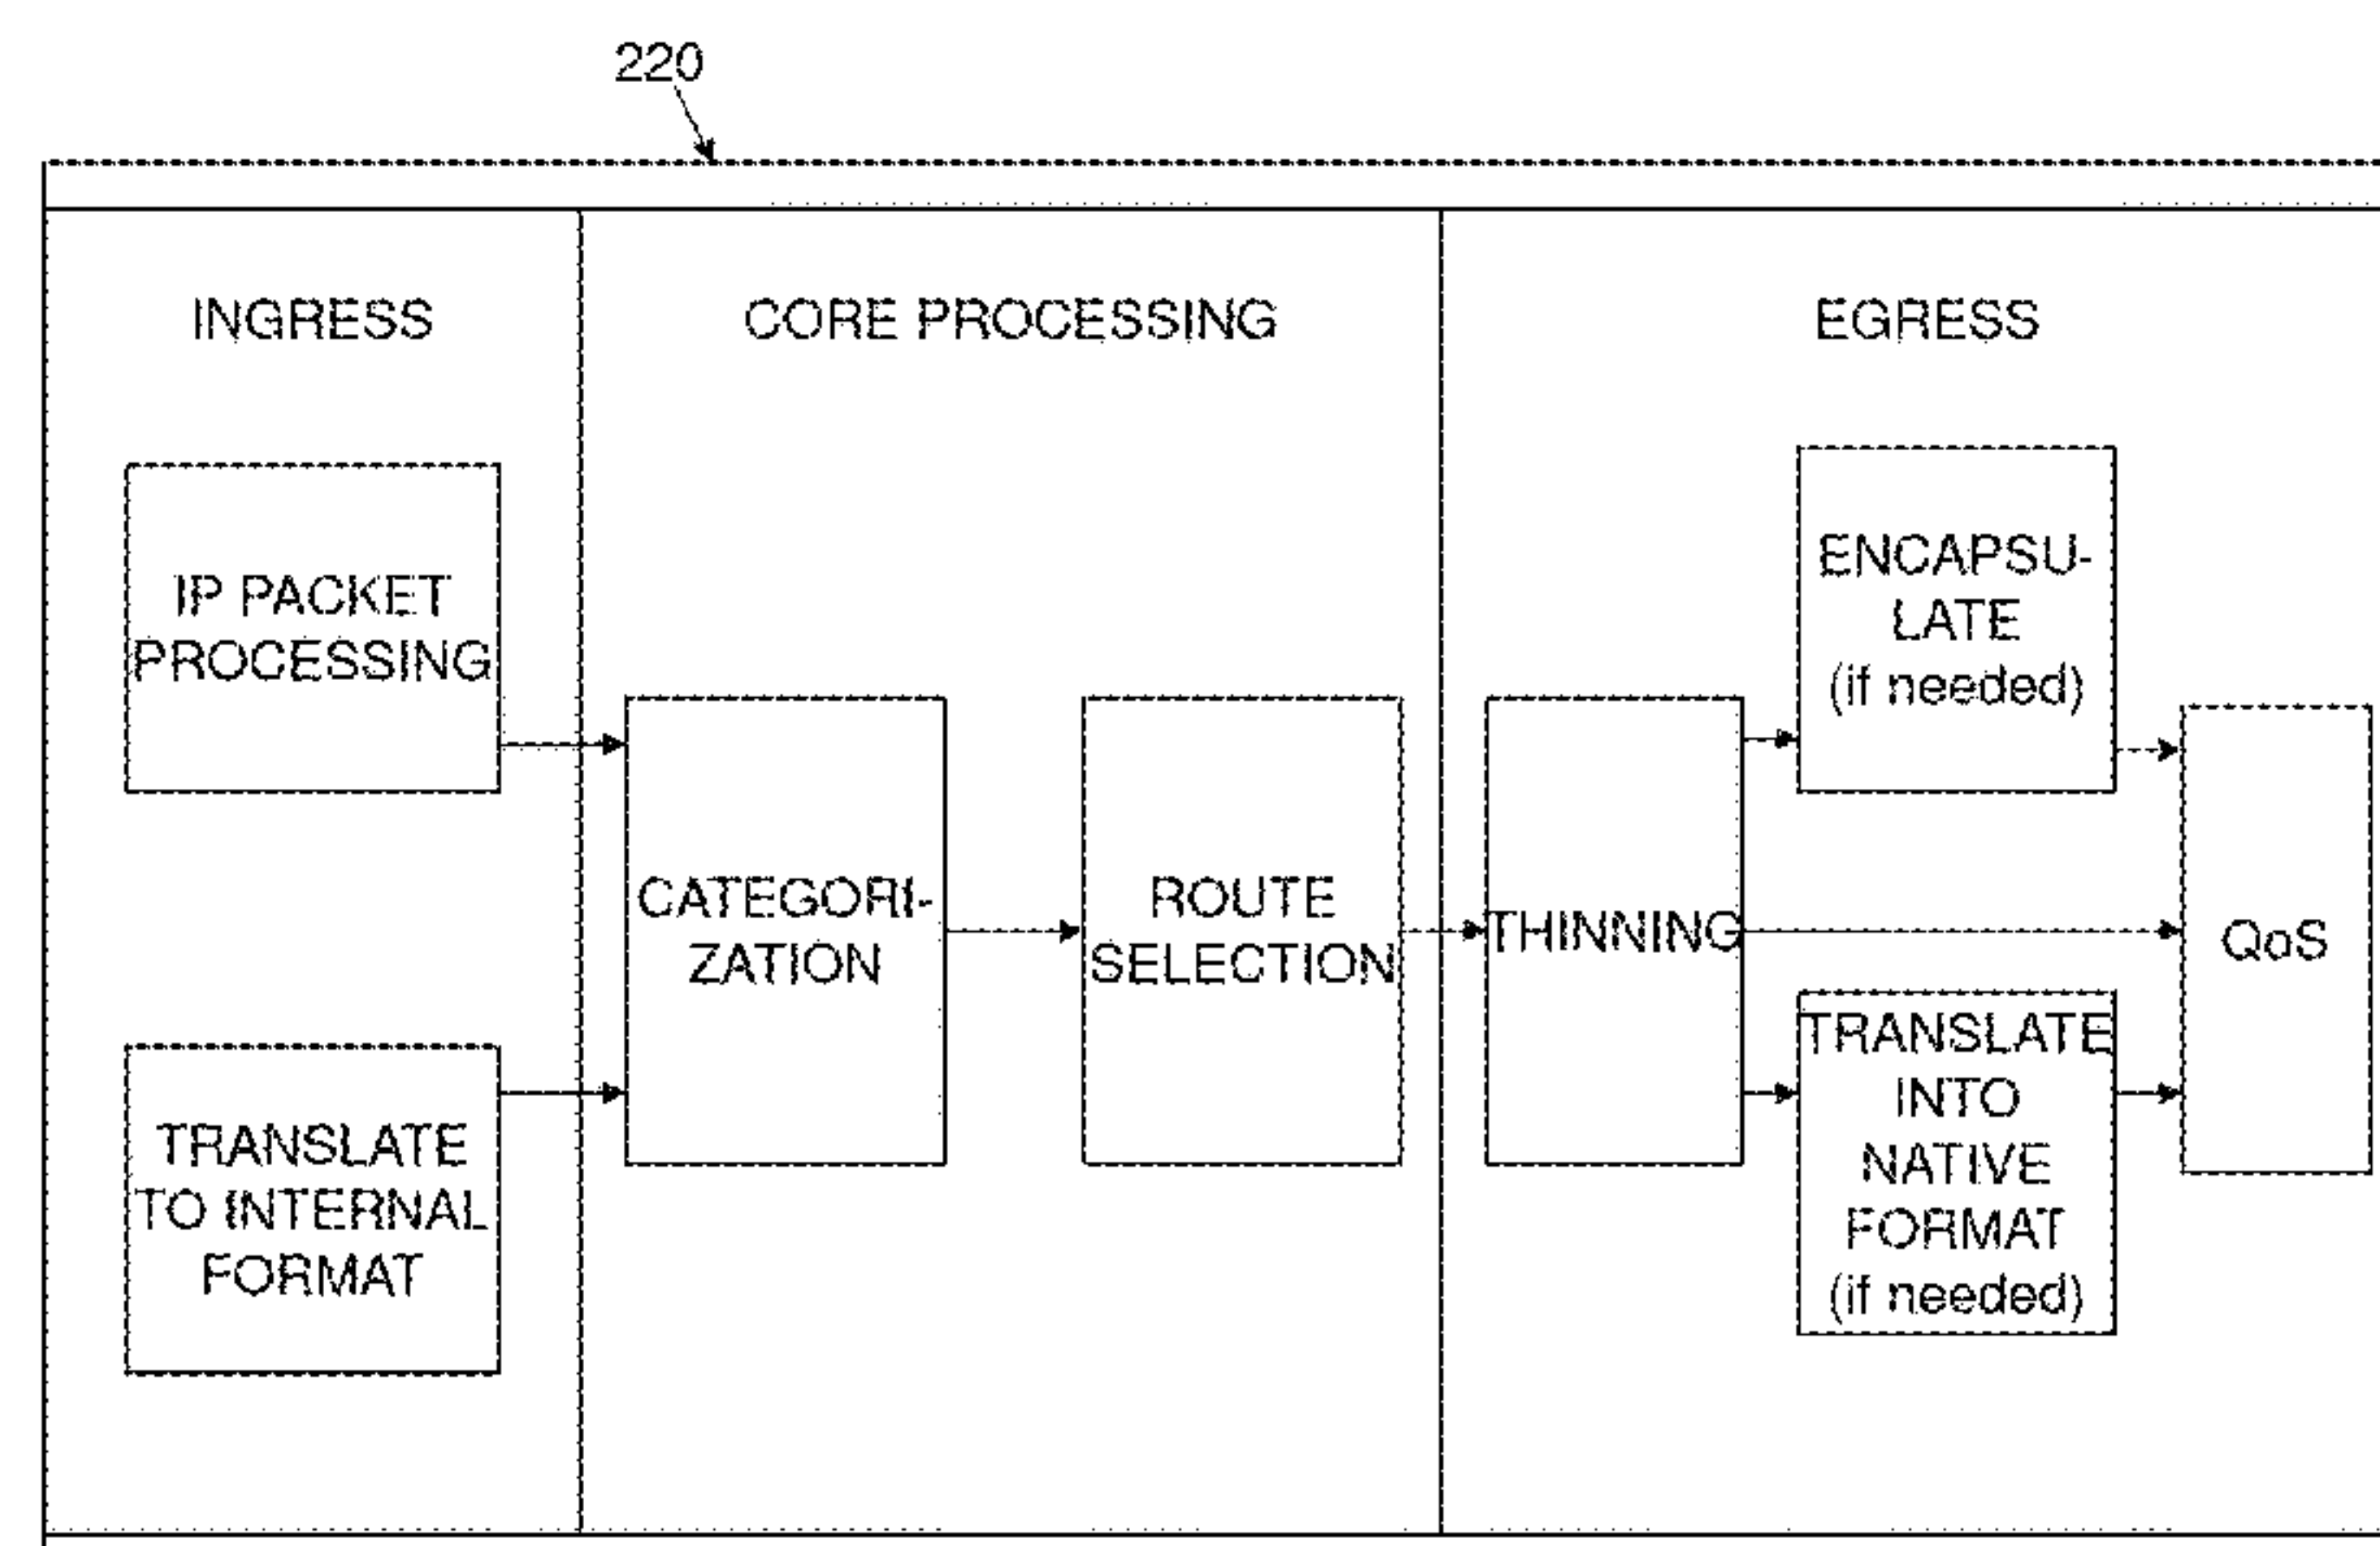 220
INGRESS
CORE PROCESSING
EGRESS
IP PACKET
PROCESSING
TRANSLATE
TO INTERNAL
FORMAT
CATEGORI-
ZATION
ROUTE
SELECTION
THINNING
ENCAPSU-
LATE
(if needed)
TRANSLATE
INTO
NATIVE
FORMAT
(if needed)
QoS